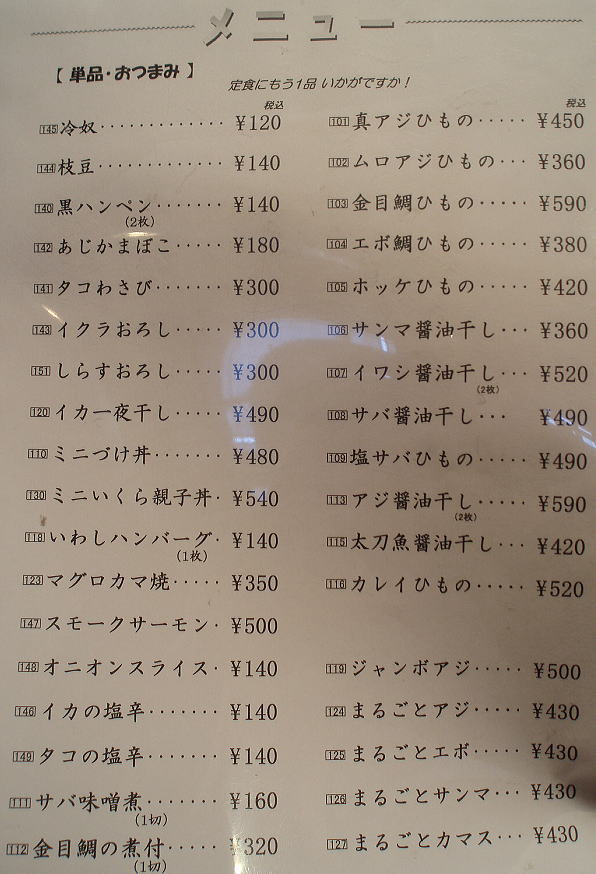 メニュー
【 単品・おつまみ 】
定食にもう1品 いかがですか！
税込
145 冷奴············· ¥120
144 枝豆············ ¥140
140 黒ハンペン······· ¥140
(2枚)
142 あじかまぼこ····· ¥180
141 タコわさび······· ¥300
143 イクラおろし····· ¥300
151 しらすおろし····· ¥300
120 イカ一夜干し····· ¥490
110 ミニづけ丼······· ¥480
130 ミニいくら親子丼· ¥540
118 いわしハンバーグ· ¥140
(1枚)
123 マグロカマ焼····· ¥350
147 スモークサーモン· ¥500
148 オニオンスライス· ¥140
146 イカの塩辛······· ¥140
149 タコの塩辛······· ¥140
111 サバ味噌煮······· ¥160
(1切)
112 金目鯛の煮付····· ¥320
(1切)
税込
101 真アジひもの····· ¥450
102 ムロアジひもの··· ¥360
103 金目鯛ひもの····· ¥590
104 エボ鯛ひもの····· ¥380
105 ホッケひもの····· ¥420
106 サンマ醤油干し··· ¥360
107 イワシ醤油干し··· ¥520
(2枚)
108 サバ醤油干し··· ¥490
109 塩サバひもの····· ¥490
113 アジ醤油干し····· ¥590
(2枚)
115 太刀魚醤油干し··· ¥420
116 カレイひもの····· ¥520
119 ジャンボアジ····· ¥500
124 まるごとアジ····· ¥430
125 まるごとエボ····· ¥430
126 まるごとサンマ··· ¥430
127 まるごとカマス··· ¥430